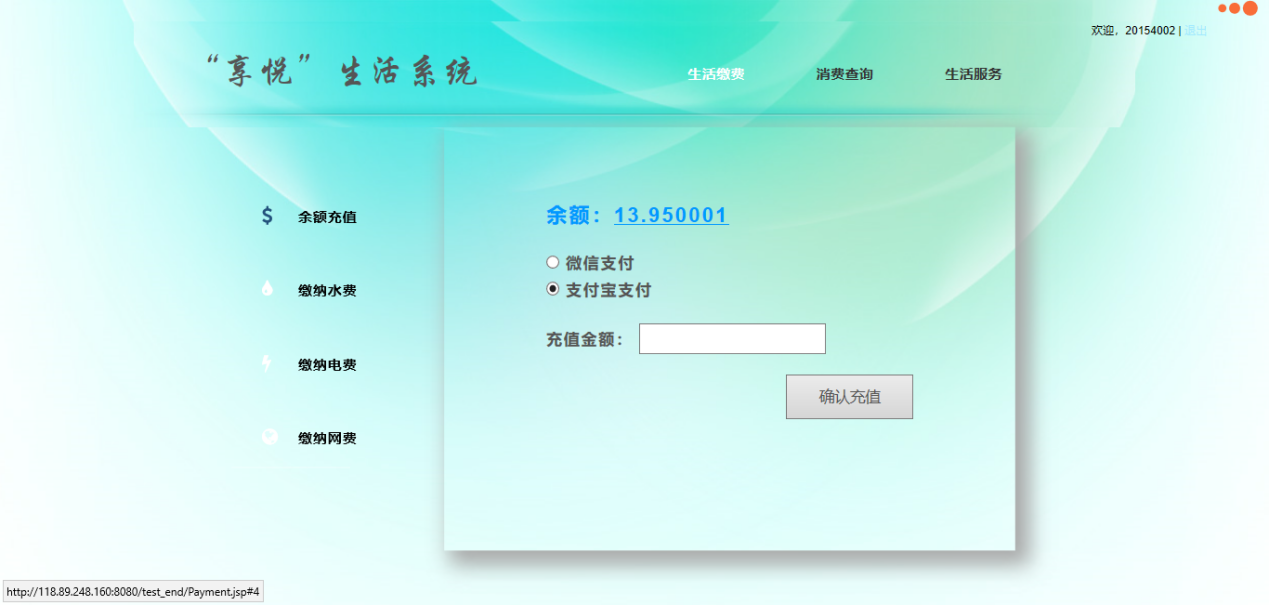 欢迎，20154002 | 退出
“享悦”生活系统
生活缴费 消费查询 生活服务
余额充值
缴纳水费
缴纳电费
缴纳网费
余额：13.950001
微信支付
支付宝支付
充值金额：
确认充值
http://118.89.248.160:8080/test_end/Payment.jsp#4